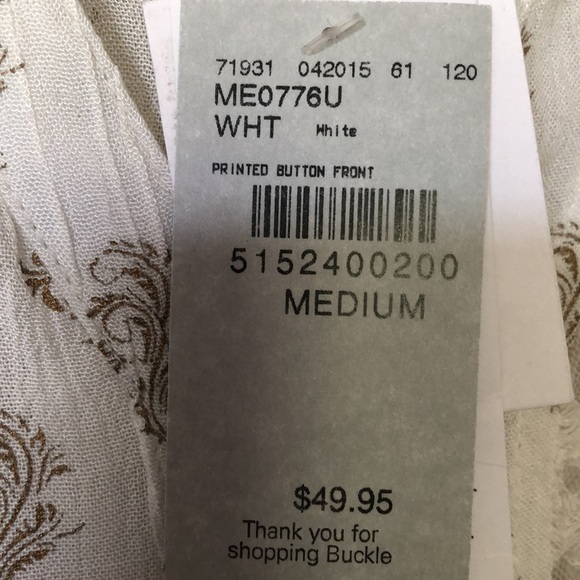 71931 042015 61 120
ME0776U
WHT White
PRINTED BUTTON FRONT
5152400200
MEDIUM
$49.95
Thank you for
shopping Buckle